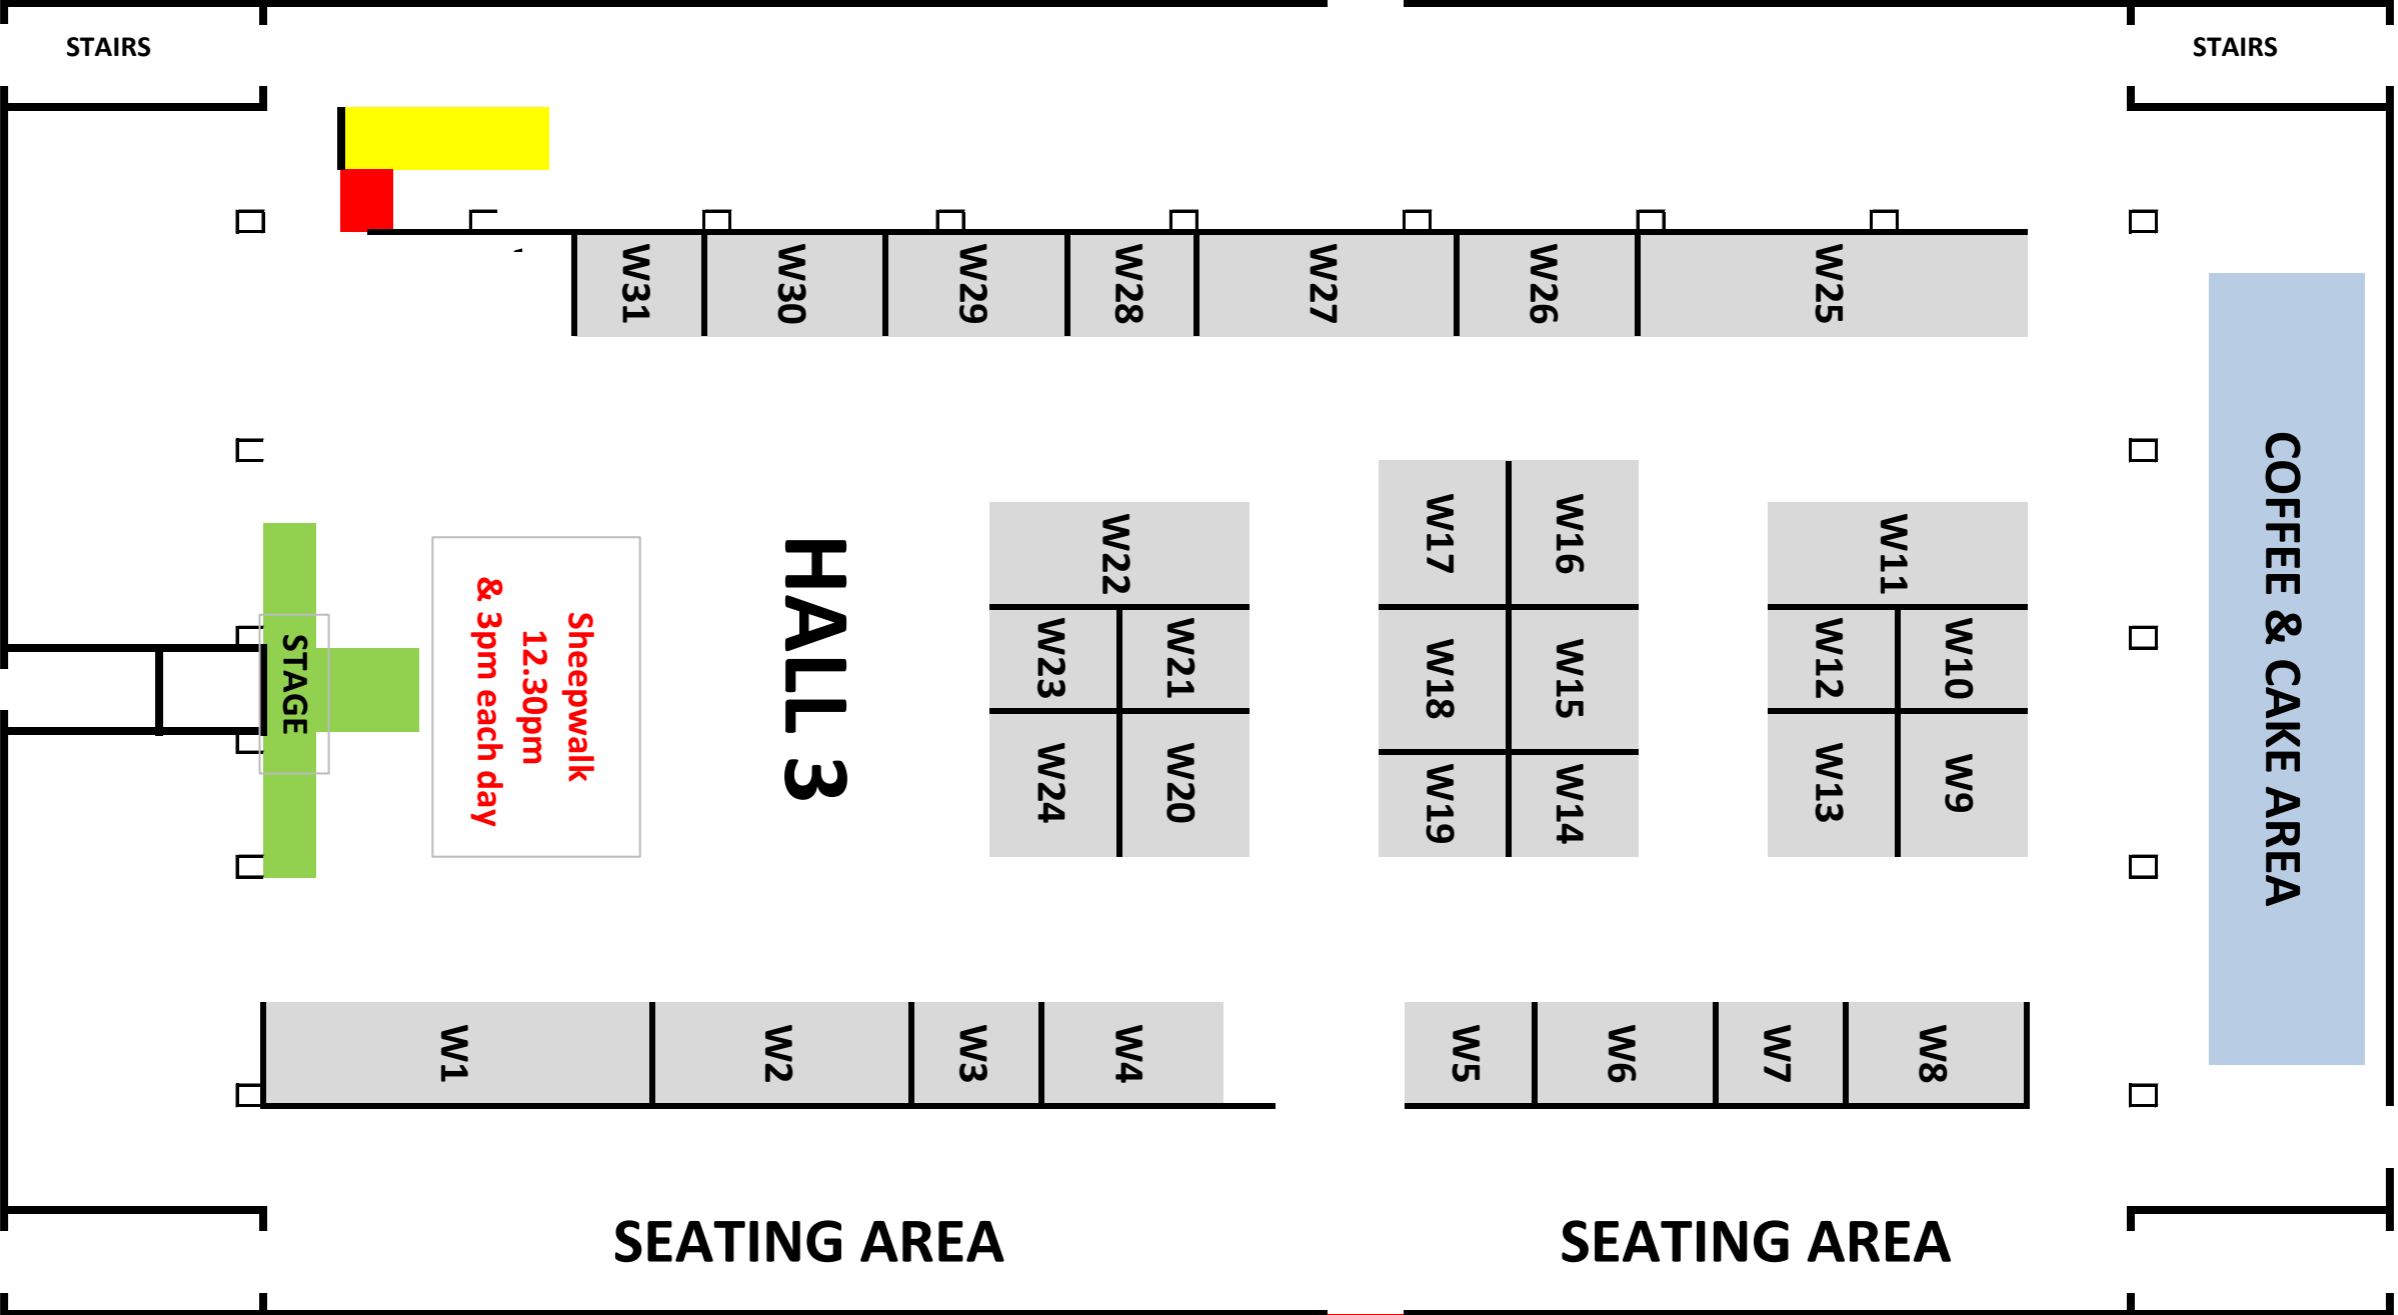 STAIRS
STAIRS
W31
W30
W29
W28
W27
W26
W25
W22
W17
W16
W11
COFFEE & CAKE AREA
STAGE
Sheepwalk
12.30pm
& 3pm each day
HALL 3
W23
W21
W18
W15
W12
W10
W24
W20
W19
W14
W13
W9
W1
W2
W3
W4
W5
W6
W7
W8
SEATING AREA
SEATING AREA